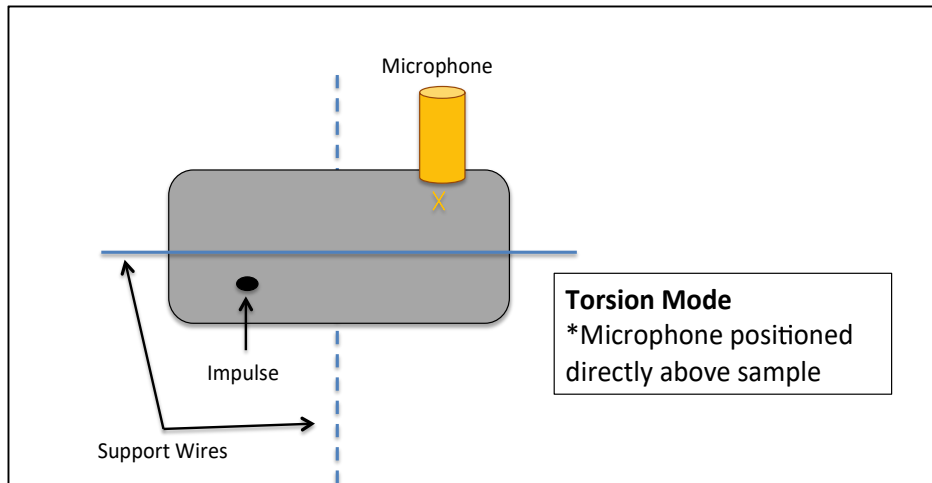 Microphone
X
Torsion Mode
*Microphone positioned
directly above sample
Impulse
Support Wires